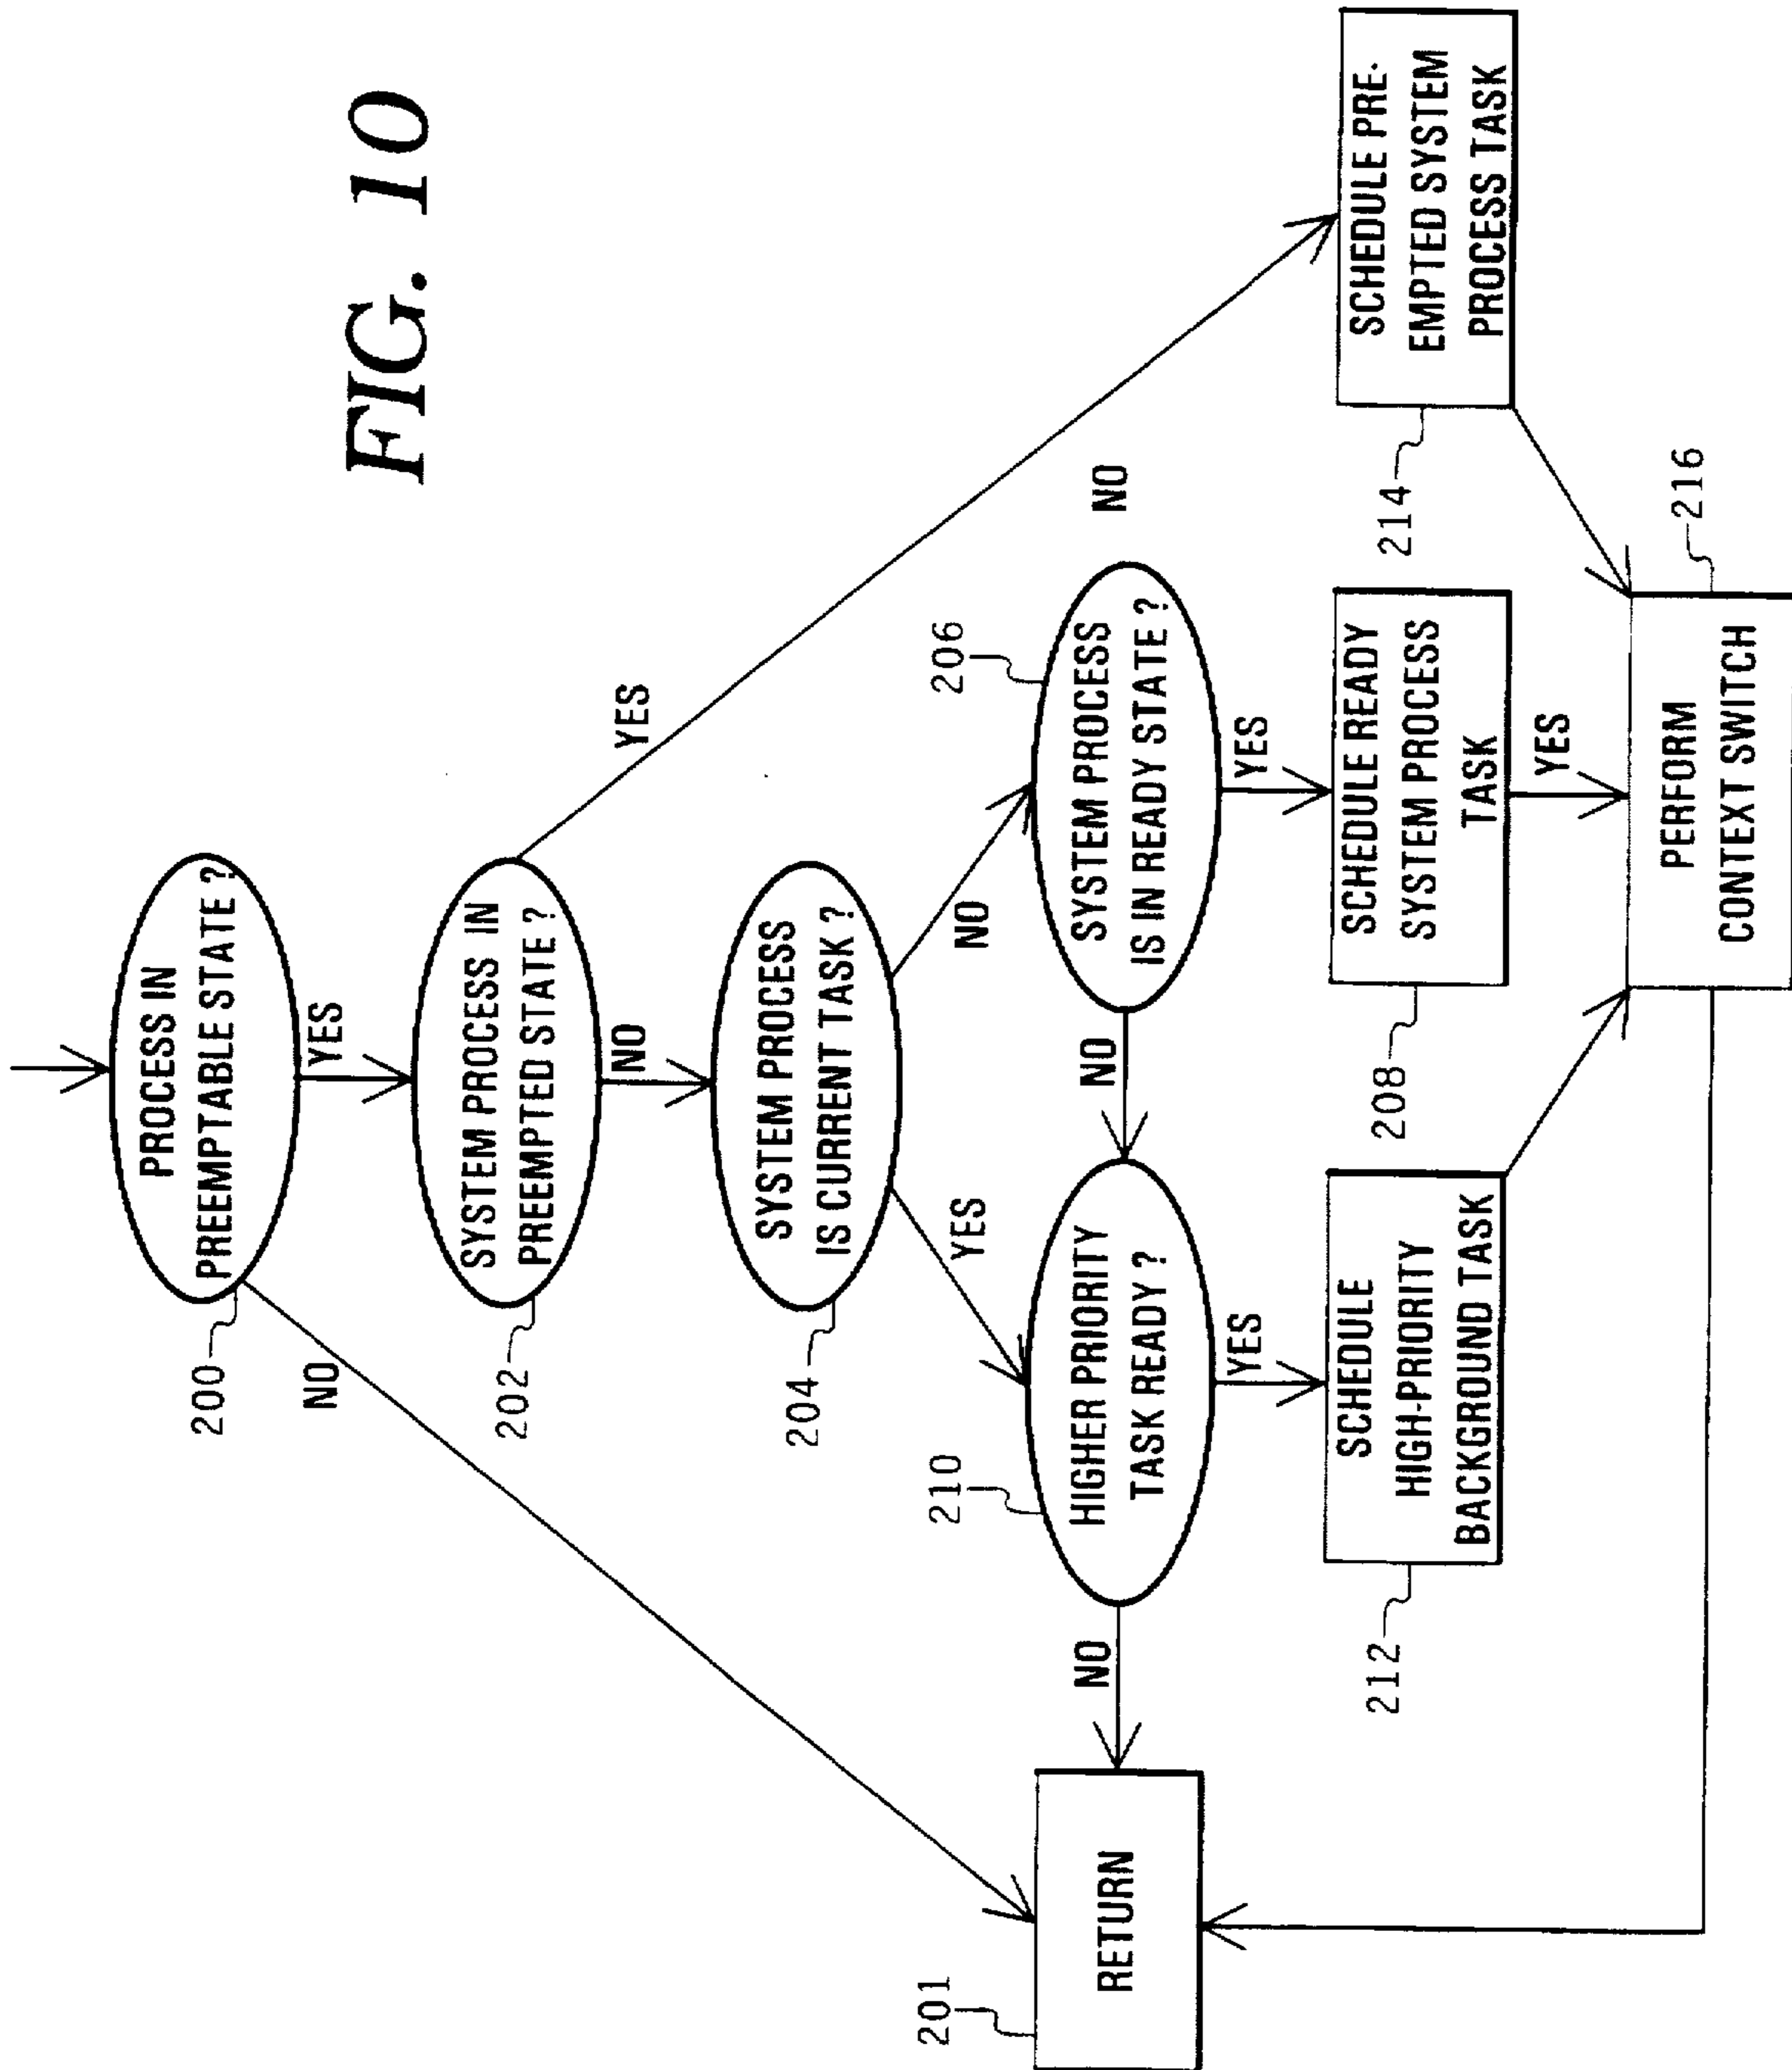 FIG. 10
PROCESS IN
PREEMPTABLE STATE ?
200
NO
YES
SYSTEM PROCESS IN
PREEMPTED STATE ?
202
YES
NO
SYSTEM PROCESS
IS CURRENT TASK ?
204
YES
NO
HIGHER PRIORITY
TASK READY ?
210
NO
SYSTEM PROCESS
IS IN READY STATE ?
206
NO
NO
RETURN
201
YES
YES
SCHEDULE
HIGH-PRIORITY
BACKGROUND TASK
212
SCHEDULE READY
SYSTEM PROCESS
TASK
208
SCHEDULE PRE-
EMPTED SYSTEM
PROCESS TASK
214
YES
PERFORM
CONTEXT SWITCH
216